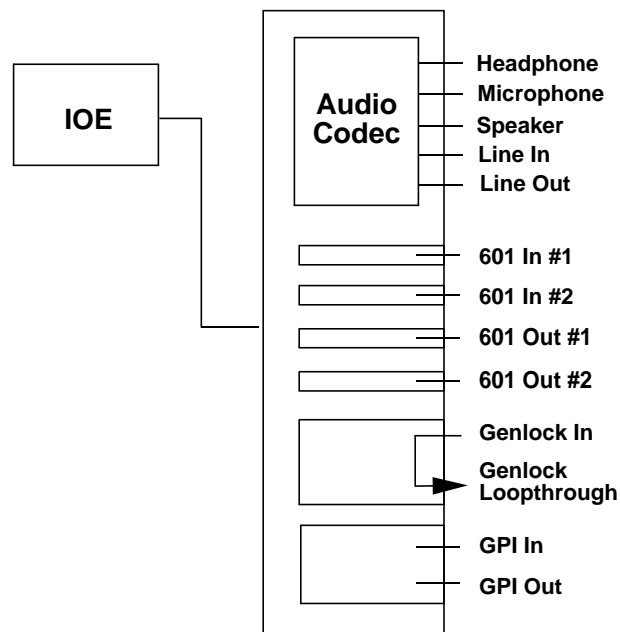 IOE
Audio
Codec
Headphone
Microphone
Speaker
Line In
Line Out
601 In #1
601 In #2
601 Out #1
601 Out #2
Genlock In
Genlock
Loopthrough
GPI In
GPI Out